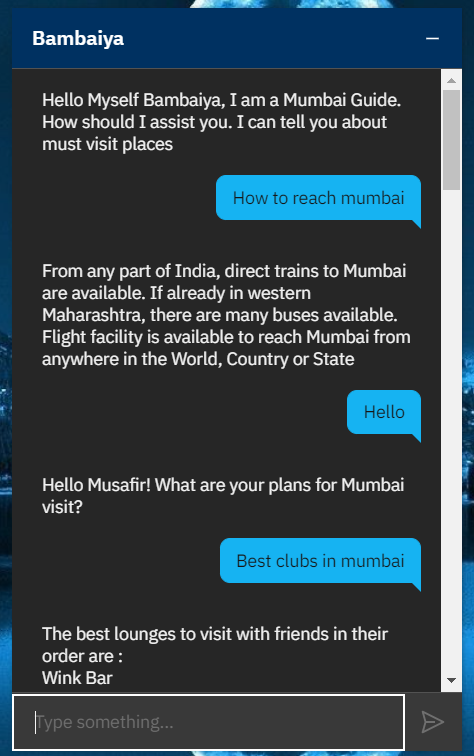 Bambaiya
Hello Myself Bambaiya, I am a Mumbai Guide.
How should I assist you. I can tell you about
must visit places
How to reach mumbai
From any part of India, direct trains to Mumbai
are available. If already in western
Maharashtra, there are many buses available.
Flight facility is available to reach Mumbai from
anywhere in the World, Country or State
Hello
Hello Musafir! What are your plans for Mumbai
visit?
Best clubs in mumbai
The best lounges to visit with friends in their
order are :
Wink Bar
Type something...